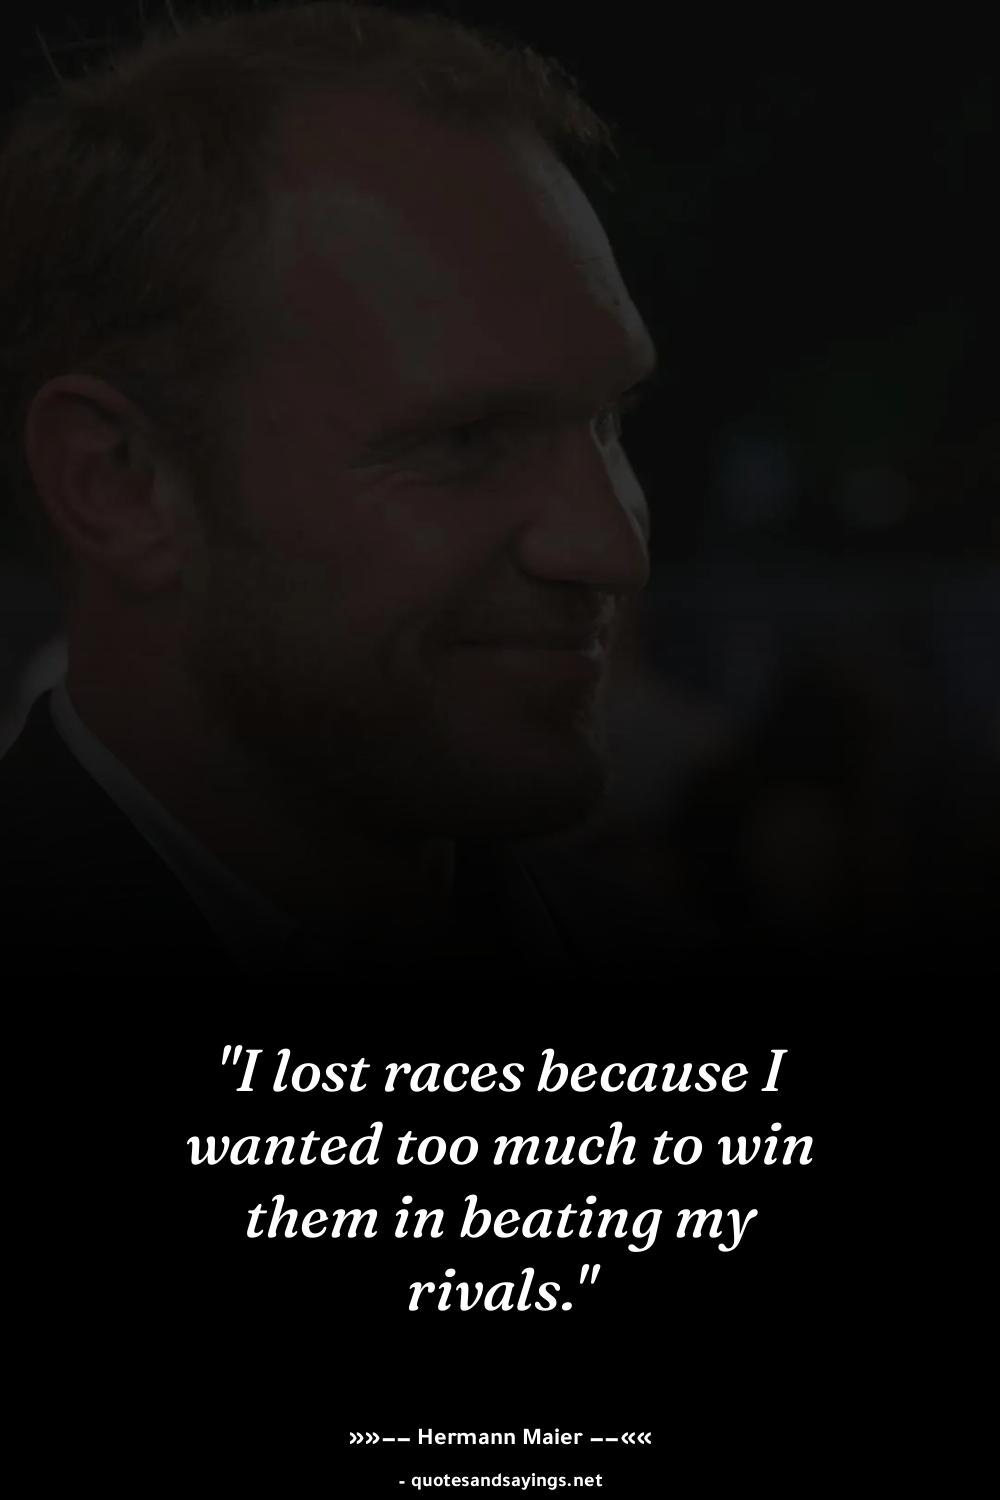 "I lost races because I
wanted too much to win
them in beating my
rivals."
»»−− Hermann Maier −−««
- quotesandsayings.net